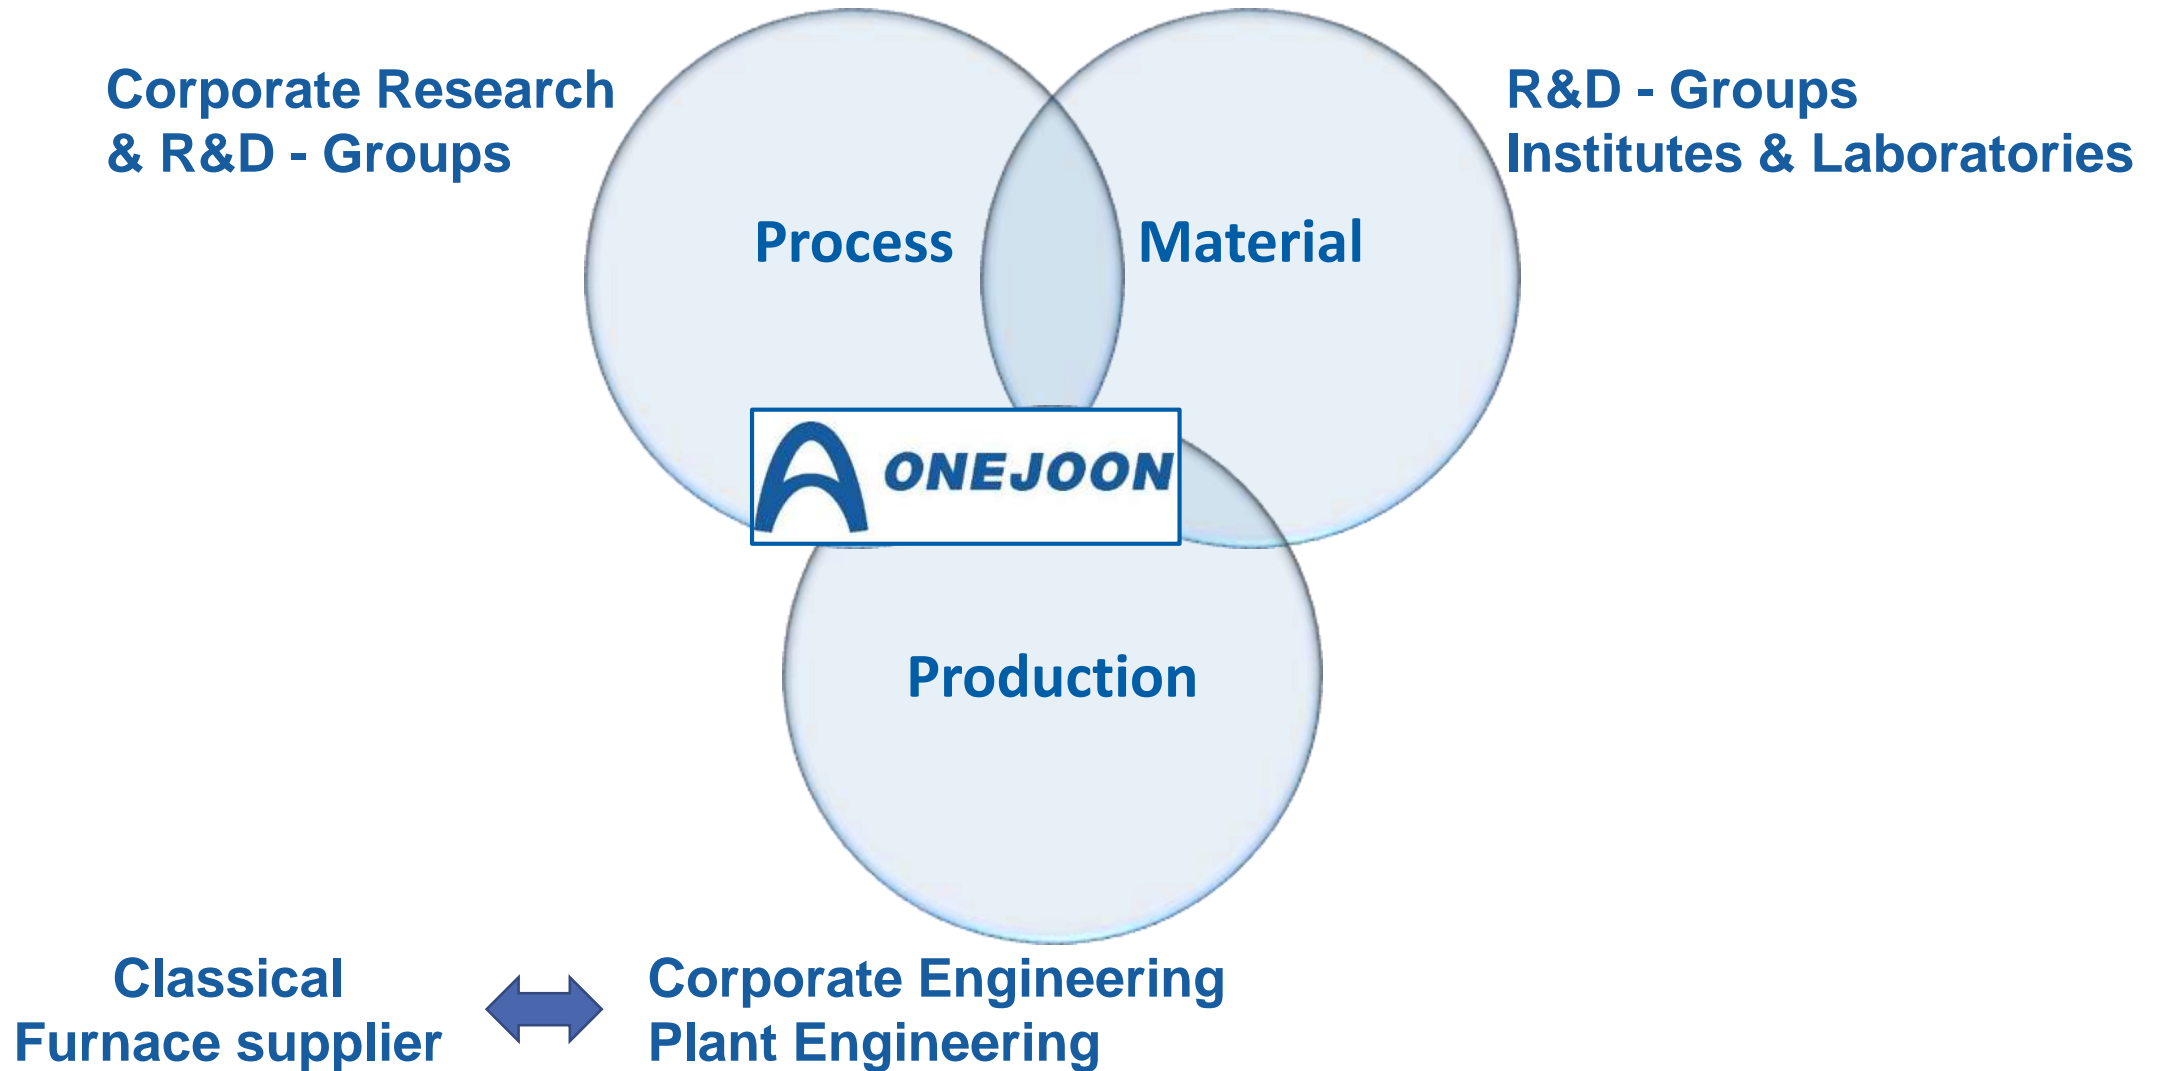 Corporate Research
& R&D - Groups
R&D - Groups
Institutes & Laboratories
Process
Material
ONEJOON
Production
Classical
Furnace supplier
Corporate Engineering
Plant Engineering